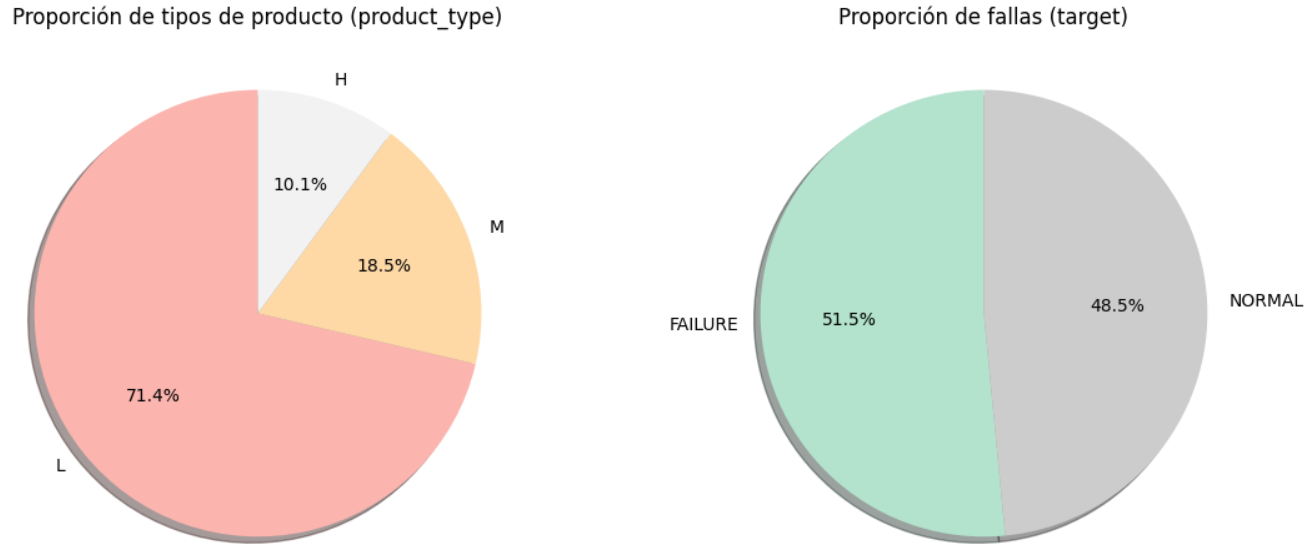 Proporción de tipos de producto (product_type)
H
10.1%
M
18.5%
71.4%
L
Proporción de fallas (target)
FAILURE
51.5%
48.5%
NORMAL